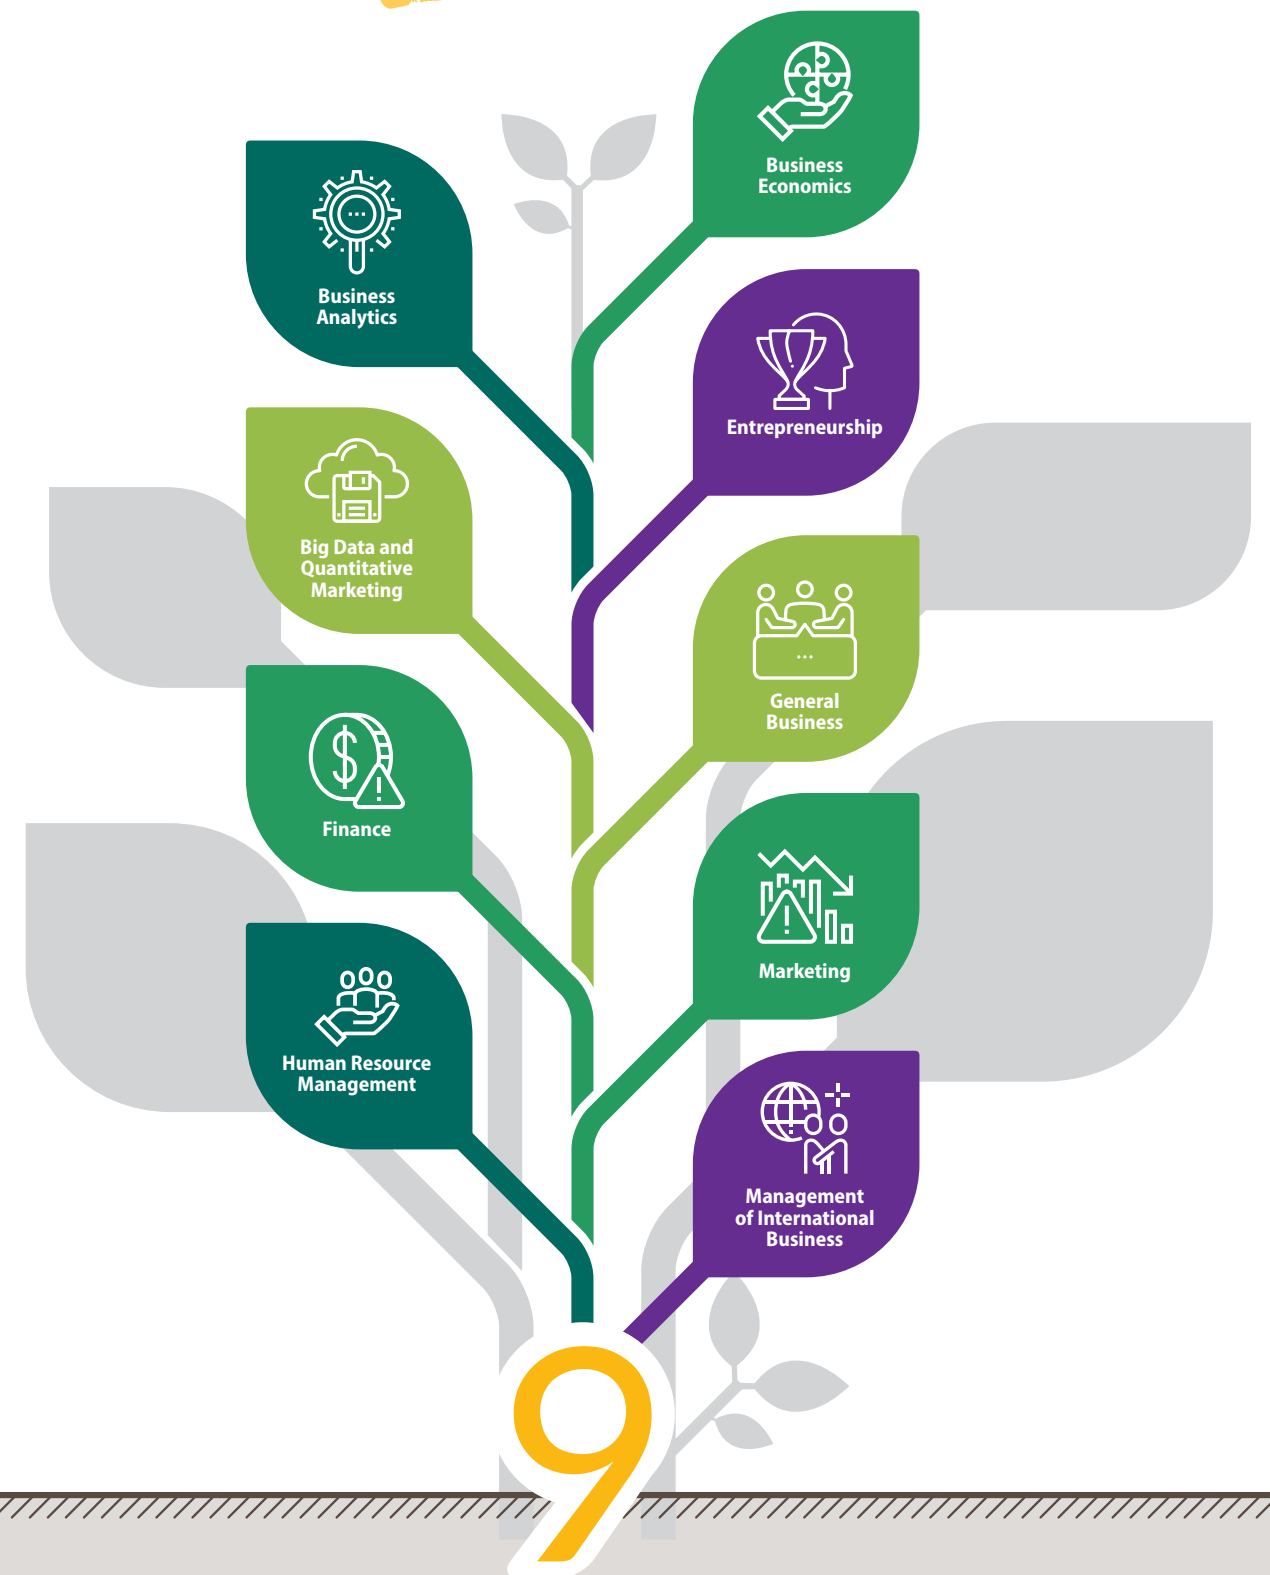 Business
Economics
Business
Analytics
Entrepreneurship
Big Data and
Quantitative
Marketing
General
Business
Finance
Marketing
Human Resource
Management
Management
of International
Business
9